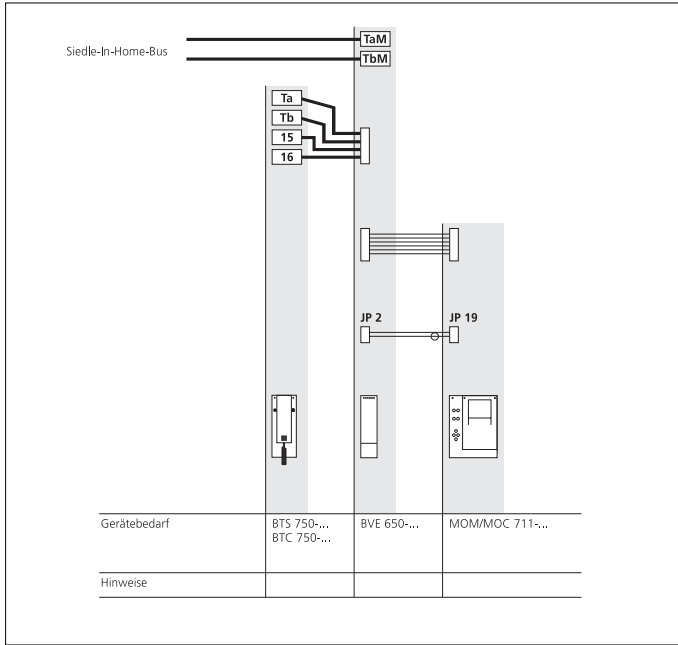 TaM
Siedle-In-Home-Bus
TbM
Ta
Tb
15
16
JP 2 JP 19
Gerätebedarf BTS 750-... BVE 650-... MOM/MOC 711-...
BTC 750-...
Hinweise